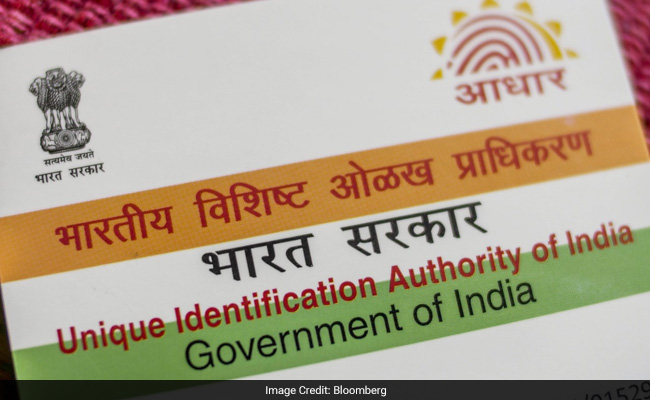 आधार
सत्यमेव जयते
भारत सरकार
भारतीय विशिष्ट ओळख प्राधिकरण
भारत सरकार
Unique Identification Authority of India
Government of India
Image Credit: Bloomberg